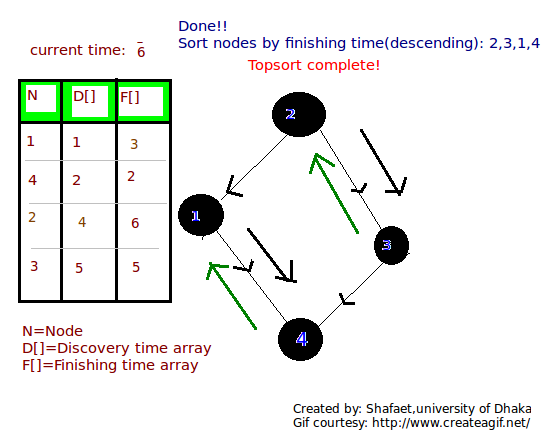 Done!!
Sort nodes by finishing time(descending): 2,3,1,4
Topsort complete!
current time: 6
N D[] F[]
1 1 3
4 2 2
2 4 6
3 5 5
2
1
3
4
N=Node
D[]=Discovery time array
F[]=Finishing time array
Created by: Shafaet,university of Dhaka
Gif courtesy: http://www.createagif.net/